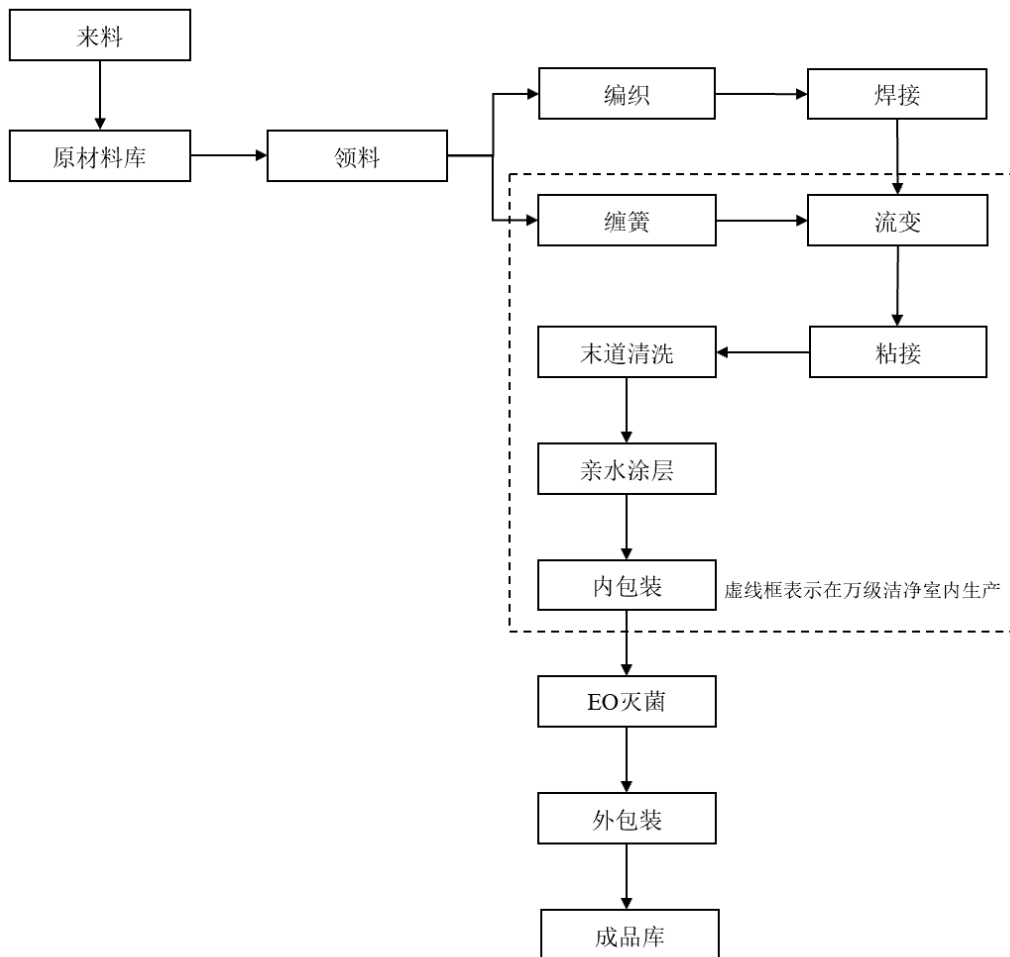 来料
原材料库
领料
编织
焊接
缠簧
流变
末道清洗
粘接
亲水涂层
内包装
虚线框表示在万级洁净室内生产
EO灭菌
外包装
成品库